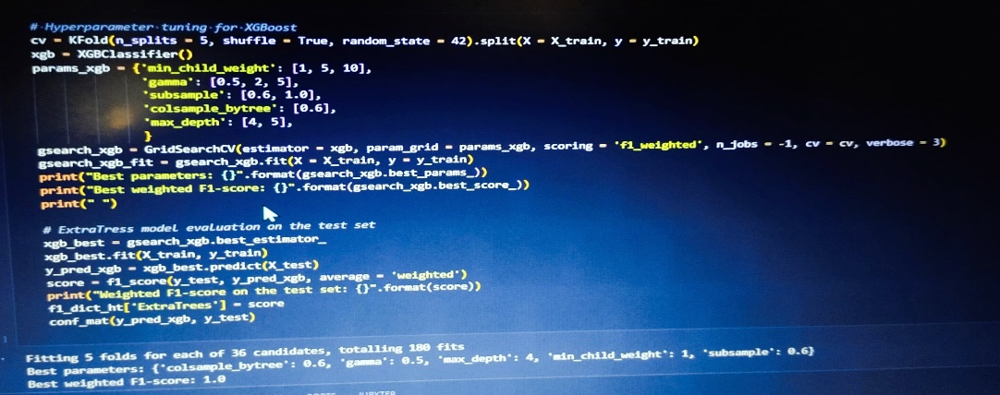 # Hyperparameter tuning for XGBoost
cv = KFold(n_splits = 5, shuffle = True, random_state = 42).split(X = X_train, y = y_train)
xgb = XGBClassifier()
params_xgb = {'min_child_weight': [1, 5, 10],
'gamma': [0.5, 2, 5],
'subsample': [0.6, 1.0],
'colsample_bytree': [0.6],
'max_depth': [4, 5],
}
gsearch_xgb = GridSearchCV(estimator = xgb, param_grid = params_xgb, scoring = 'f1_weighted', n_jobs = -1, cv = cv, verbose = 3)
gsearch_xgb_fit = gsearch_xgb.fit(X = X_train, y = y_train)
print("Best parameters: {}".format(gsearch_xgb.best_params_))
print("Best weighted F1-score: {}".format(gsearch_xgb.best_score_))
print(" ")
# ExtraTress model evaluation on the test set
xgb_best = gsearch_xgb.best_estimator_
xgb_best.fit(X_train, y_train)
y_pred_xgb = xgb_best.predict(X_test)
score = f1_score(y_test, y_pred_xgb, average = 'weighted')
print("Weighted F1-score on the test set: {}".format(score))
f1_dict_ht['ExtraTrees'] = score
conf_mat(y_pred_xgb, y_test)
Fitting 5 folds for each of 36 candidates, totalling 180 fits
Best parameters: {'colsample_bytree': 0.6, 'gamma': 0.5, 'max_depth': 4, 'min_child_weight': 1, 'subsample': 0.6}
Best weighted F1-score: 1.0
JUPYTER